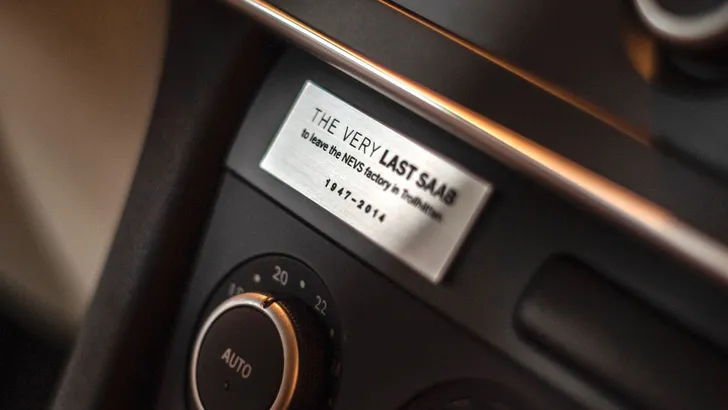 THE VERY LAST SAAB
to leave the NEVS factory in Trollhättan.
1947-2014
20
22
AUTO